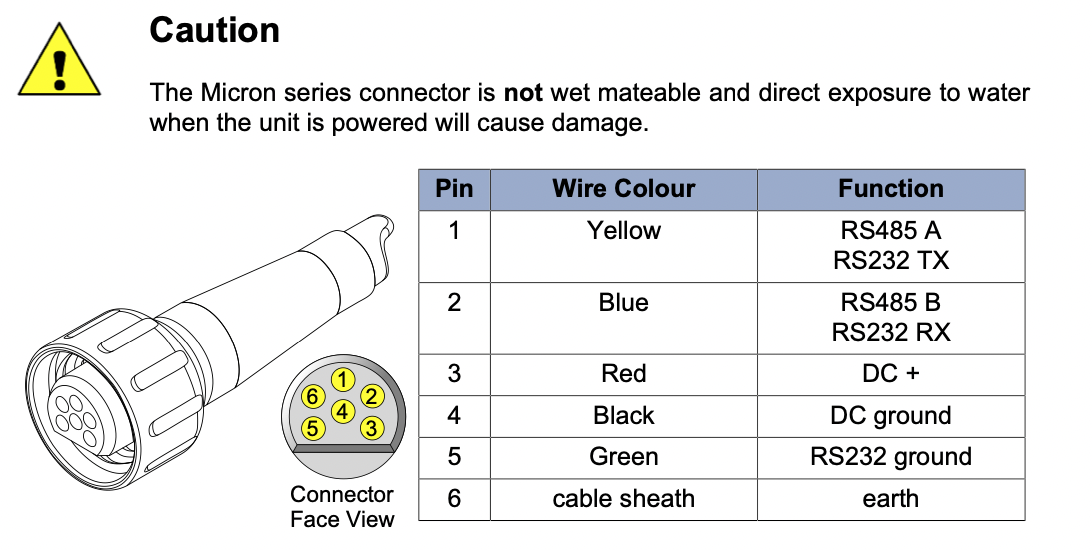 Caution
The Micron series connector is not wet mateable and direct exposure to water
when the unit is powered will cause damage.
Pin Wire Colour Function
1 Yellow RS485 A
RS232 TX
2 Blue RS485 B
RS232 RX
3 Red DC +
4 Black DC ground
5 Green RS232 ground
6 cable sheath earth
1
6 2
4
5 3
Connector
Face View